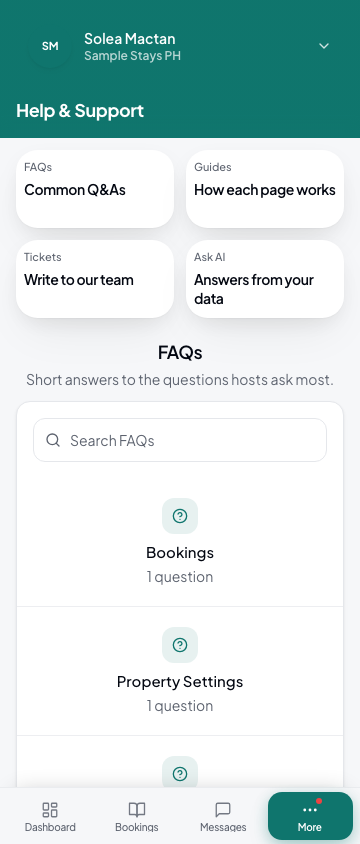 SM
Solea Mactan
Sample Stays PH
Help & Support
FAQs
Common Q&As
Guides
How each page works
Tickets
Write to our team
Ask AI
Answers from your
data
FAQs
Short answers to the questions hosts ask most.
Search FAQs
Bookings
1 question
Property Settings
1 question
Dashboard
Bookings
Messages
More